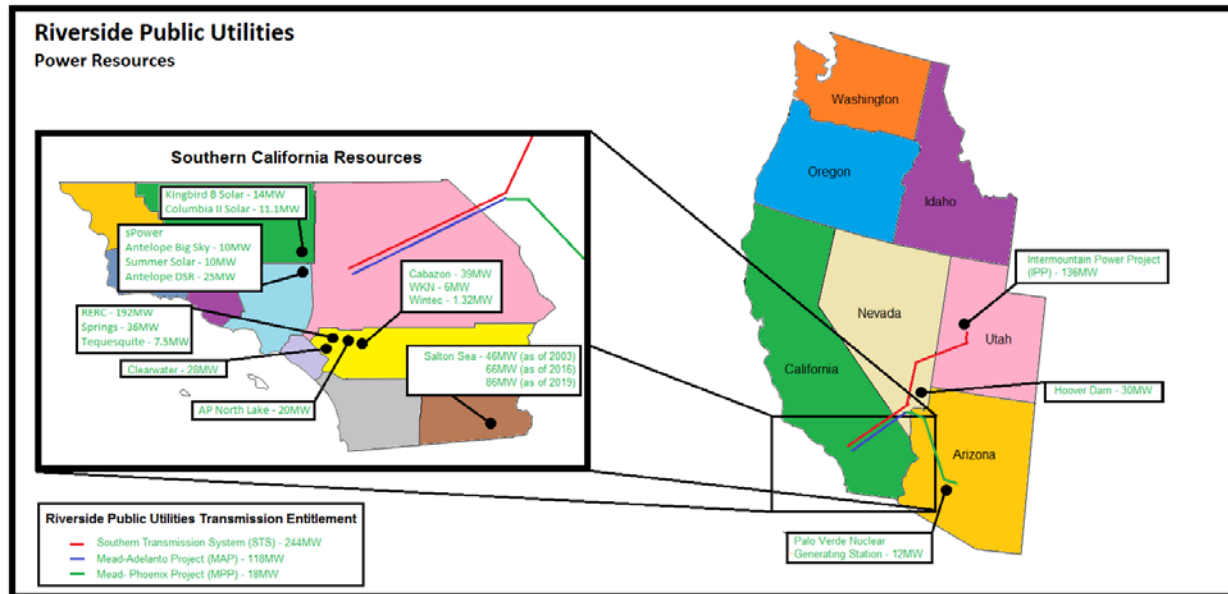 Riverside Public Utilities
Power Resources
Southern California Resources
Kingbird B Solar - 14MW
Columbia II Solar - 11.1MW
sPower
Antelope Big Sky - 10MW
Summer Solar - 10MW
Antelope DSR - 25MW
Cabazon - 39MW
WKN - 6MW
Wintec - 1.32MW
RERC - 192MW
Springs - 36MW
Tequesquite - 7.5MW
Clearwater - 28MW
AP North Lake - 20MW
Salton Sea - 46MW (as of 2003)
66MW (as of 2016)
86MW (as of 2019)
Riverside Public Utilities Transmission Entitlement
Southern Transmission System (STS) - 244MW
Mead-Adelanto Project (MAP) - 118MW
Mead- Phoenix Project (MPP) - 18MW
Washington
Oregon
Idaho
Nevada
Utah
California
Arizona
Intermountain Power Project
(IPP) - 136MW
Hoover Dam - 30MW
Palo Verde Nuclear
Generating Station - 12MW